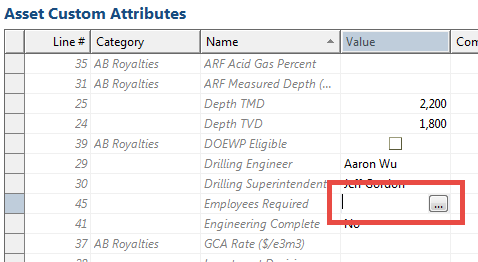 Asset Custom Attributes
Line # Category Name Value Con
35 AB Royalties ARF Acid Gas Percent
31 AB Royalties ARF Measured Depth (...
25 Depth TMD 2,200
24 Depth TVD 1,800
39 AB Royalties DOEWP Eligible
29 Drilling Engineer Aaron Wu
30 Drilling Superintendent Jeff Gordon
45 Employees Required ...
41 Engineering Complete No
37 AB Royalties GCA Rate ($/e3m3)